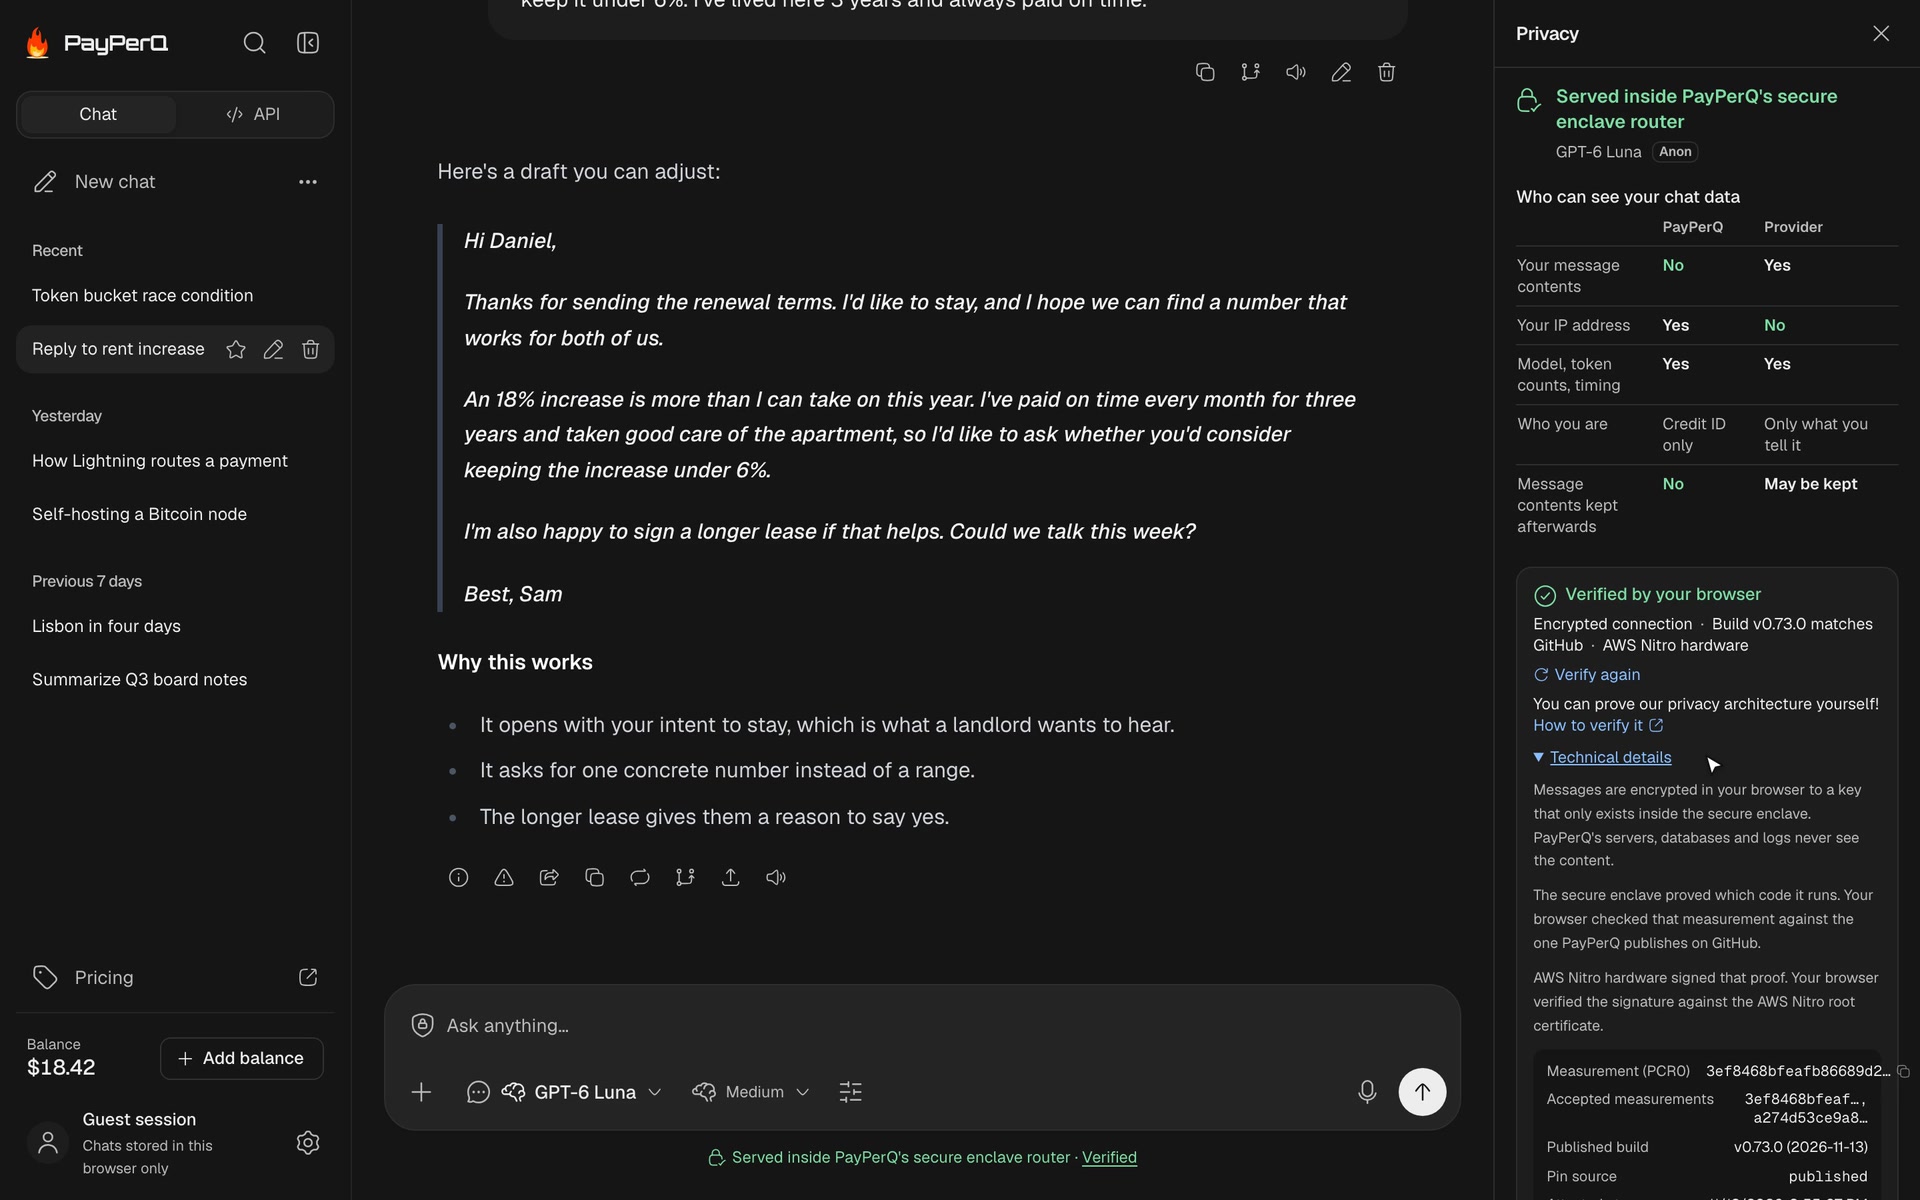 PayPerQ
Chat
API
New chat
Recent
Token bucket race condition
Reply to rent increase
Yesterday
How Lightning routes a payment
Self-hosting a Bitcoin node
Previous 7 days
Lisbon in four days
Summarize Q3 board notes
Pricing
Balance
$18.42
Add balance
Guest session
Chats stored in this
browser only
keep it under 6%. I've lived here 3 years and always paid on time.
Here's a draft you can adjust:
Hi Daniel,
Thanks for sending the renewal terms. I'd like to stay, and I hope we can find a number that
works for both of us.
An 18% increase is more than I can take on this year. I've paid on time every month for three
years and taken good care of the apartment, so I'd like to ask whether you'd consider
keeping the increase under 6%.
I'm also happy to sign a longer lease if that helps. Could we talk this week?
Best, Sam
Why this works
It opens with your intent to stay, which is what a landlord wants to hear.
It asks for one concrete number instead of a range.
The longer lease gives them a reason to say yes.
Ask anything...
GPT-6 Luna
Medium
Served inside PayPerQ's secure enclave router · Verified
Privacy
Served inside PayPerQ's secure
enclave router
GPT-6 Luna Anon
Who can see your chat data
PayPerQ Provider
Your message No Yes
contents
Your IP address Yes No
Model, token Yes Yes
counts, timing
Who you are Credit ID Only what you
only tell it
Message No May be kept
contents kept
afterwards
Verified by your browser
Encrypted connection · Build v0.73.0 matches
GitHub · AWS Nitro hardware
Verify again
You can prove our privacy architecture yourself!
How to verify it
Technical details
Messages are encrypted in your browser to a key
that only exists inside the secure enclave.
PayPerQ's servers, databases and logs never see
the content.
The secure enclave proved which code it runs. Your
browser checked that measurement against the
one PayPerQ publishes on GitHub.
AWS Nitro hardware signed that proof. Your browser
verified the signature against the AWS Nitro root
certificate.
Measurement (PCR0) 3ef8468bfeafb86689d2…
Accepted measurements 3ef8468bfeaf…,
a274d53ce9a8…
Published build v0.73.0 (2026-11-13)
Pin source published